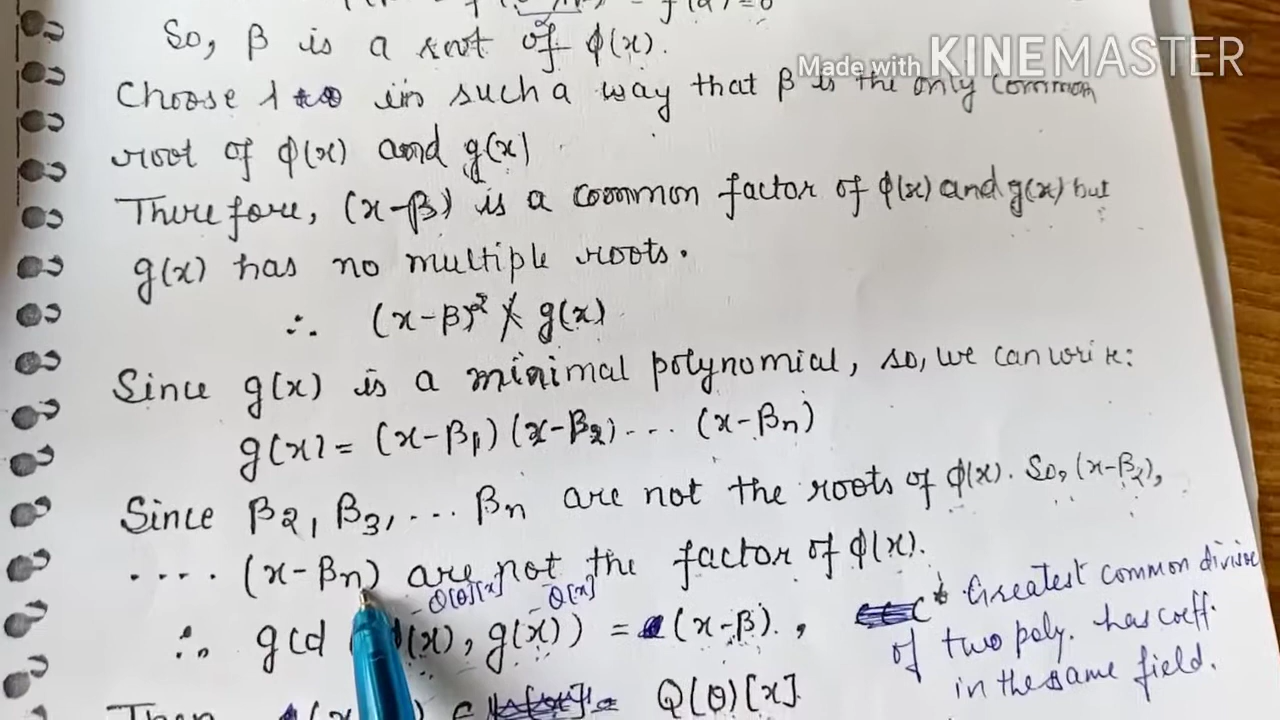 = f(α) = 0
So, β is a root of ϕ(x).
Made with KINEMASTER
Choose λ in such a way that β is the only common
root of ϕ(x) and g(x)
Therefore, (x-β) is a common factor of ϕ(x) and g(x) but
g(x) has no multiple roots.
∴ (x-β)² ∤ g(x)
Since g(x) is a minimal polynomial, so, we can write:
g(x) = (x-β₁) (x-β₂) ... (x-βn)
Since β₂, β₃, ... βn are not the roots of ϕ(x). So, (x-β₂),
.... (x-βn) are not the factor of ϕ(x).
Q(θ)[x] Q[x]
∴ gcd (x), g(x)) = (x-β).,
* Greatest common divisor
of two poly. has coeff.
in the same field.
Then (x ) ∈ Q(θ)[x].